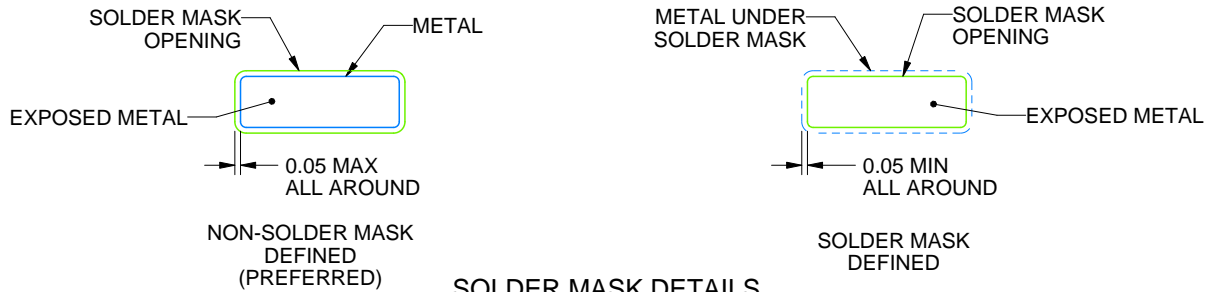 SOLDER MASK
OPENING
METAL
EXPOSED METAL
0.05 MAX
ALL AROUND
NON-SOLDER MASK
DEFINED
(PREFERRED)
METAL UNDER
SOLDER MASK
SOLDER MASK
OPENING
EXPOSED METAL
0.05 MIN
ALL AROUND
SOLDER MASK
DEFINED
SOLDER MASK DETAILS